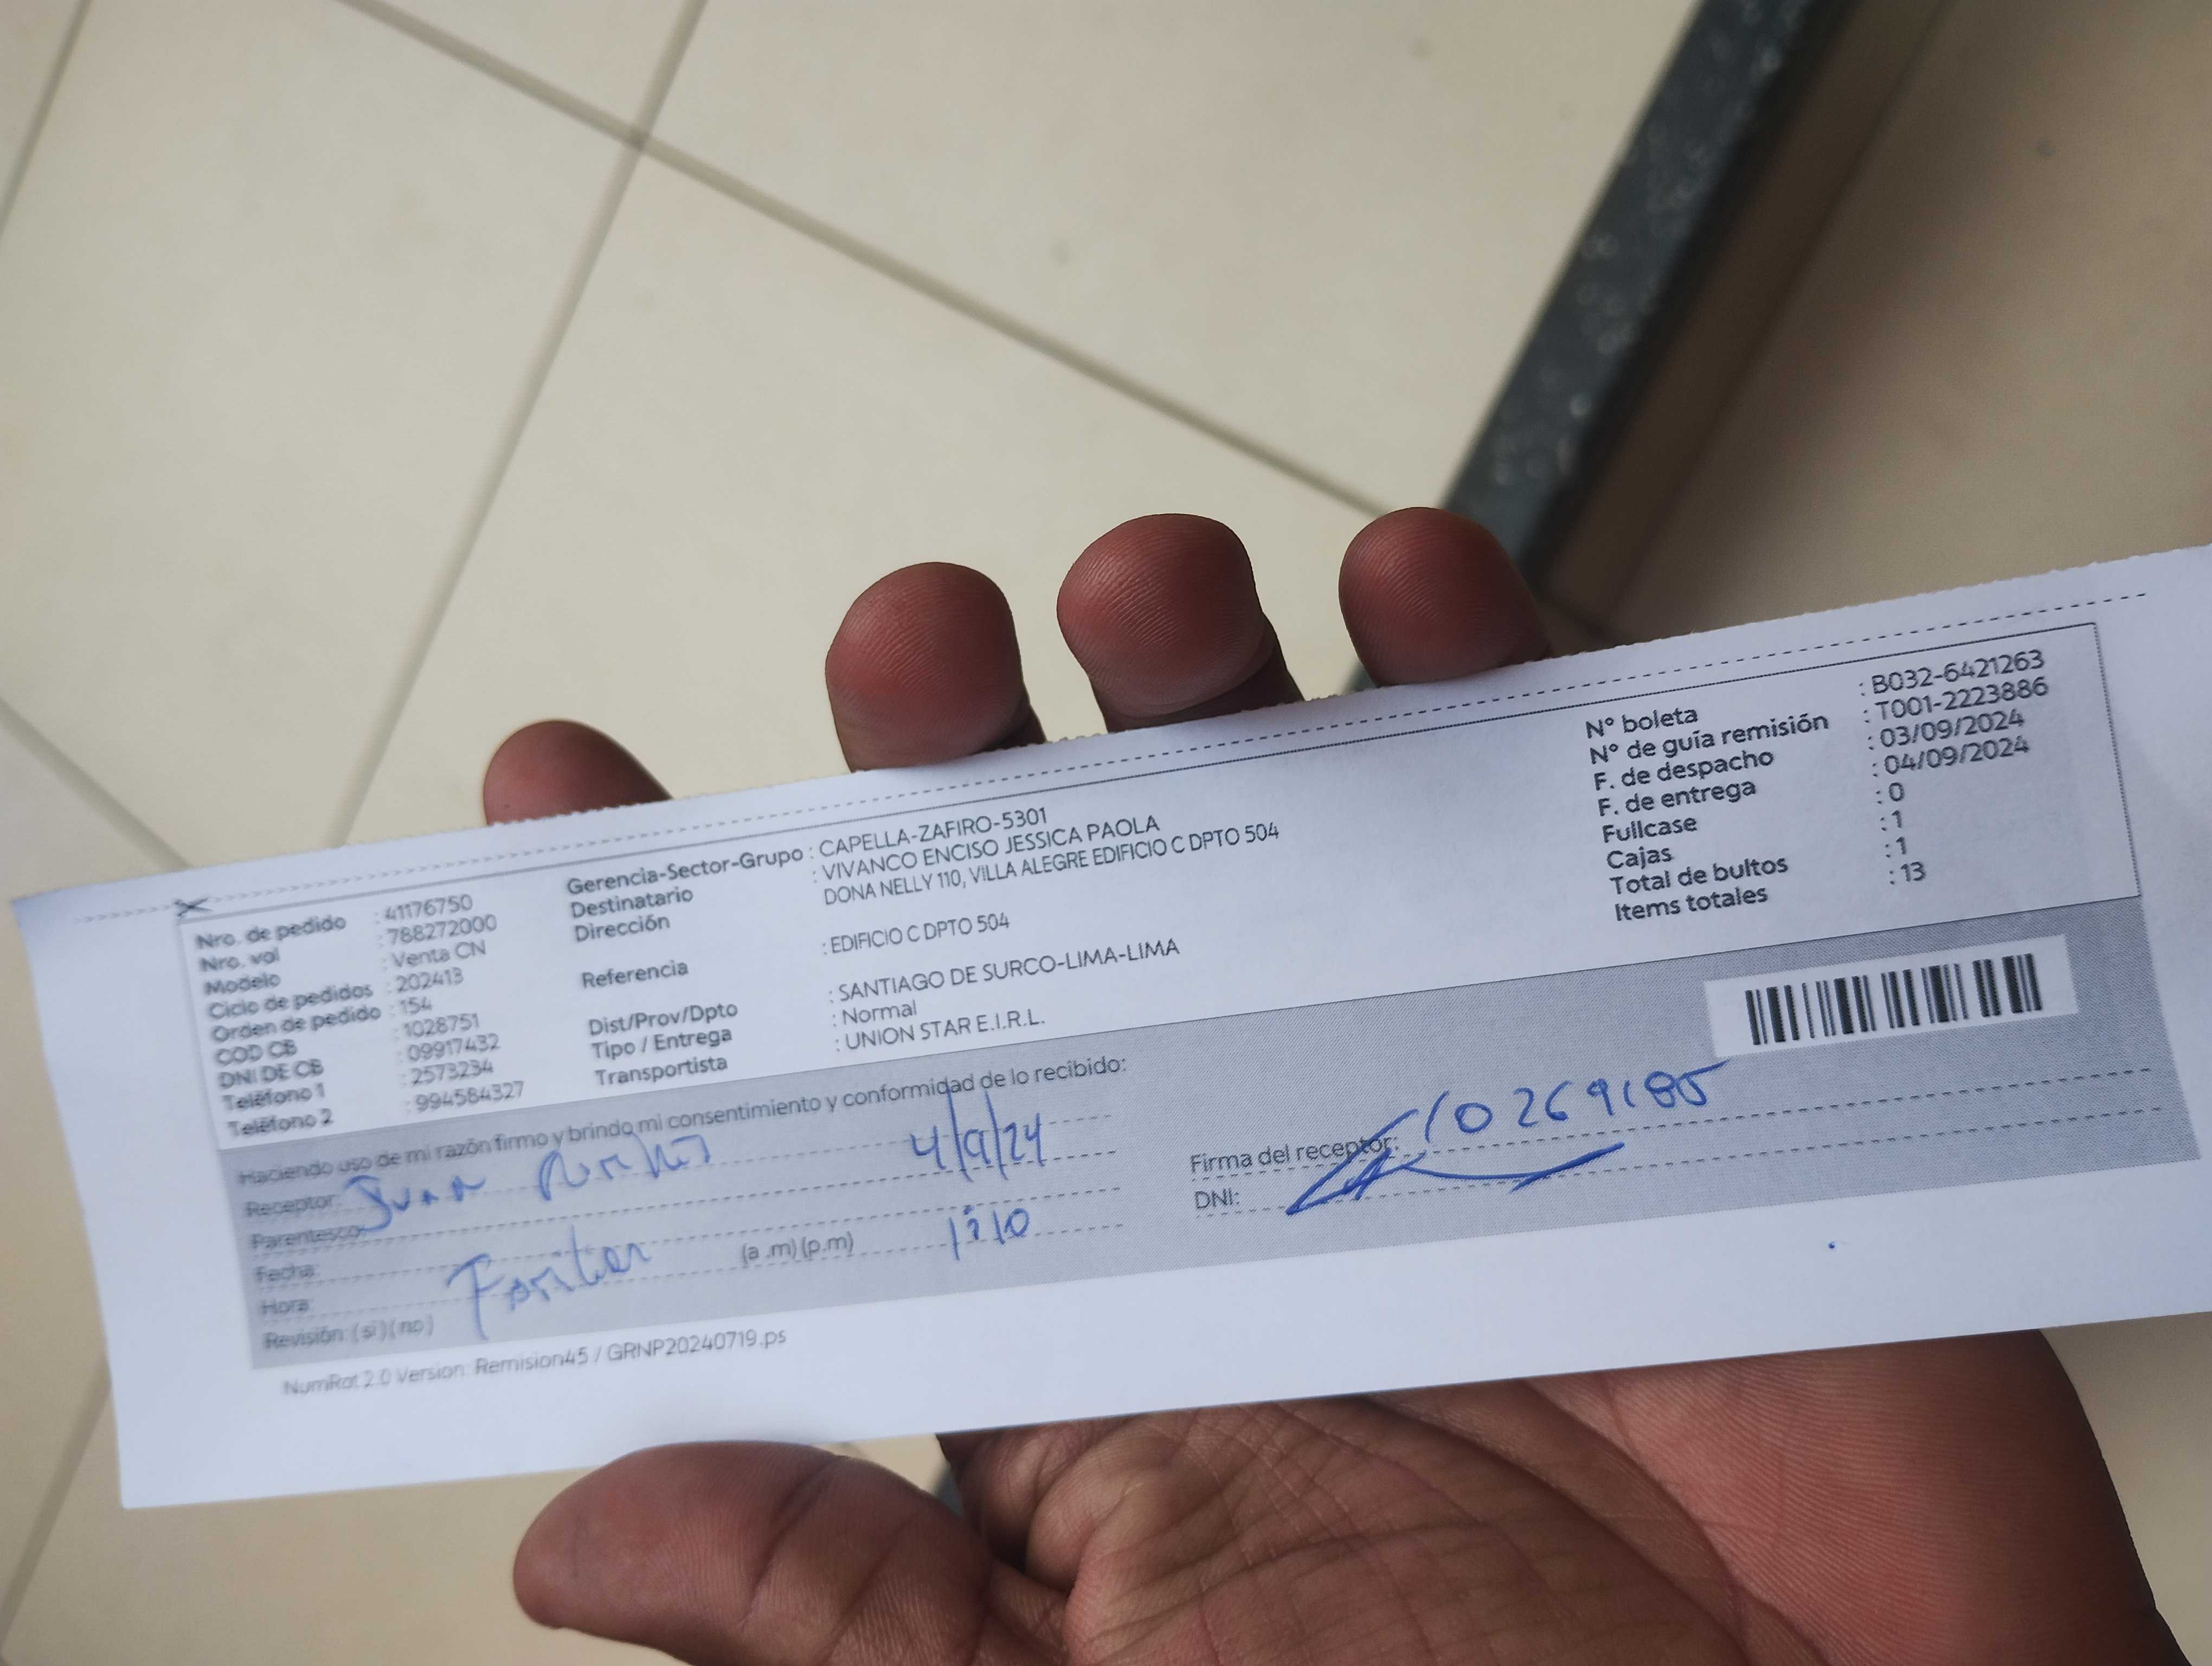 Nro. de pedido : 41176750
Nro. vol : 788272000
Modelo : Venta CN
Ciclo de pedidos : 202413
Orden de pedido : 154
COD CB : 1028751
DNI DE CB : 09917432
Teléfono 1 : 2573234
Teléfono 2 : 994584327
Gerencia-Sector-Grupo : CAPELLA-ZAFIRO-5301
Destinatario : VIVANCO ENCISO JESSICA PAOLA
Dirección DONA NELLY 110, VILLA ALEGRE EDIFICIO C DPTO 504
Referencia : EDIFICIO C DPTO 504
Dist/Prov/Dpto : SANTIAGO DE SURCO-LIMA-LIMA
Tipo / Entrega : Normal
Transportista : UNION STAR E.I.R.L.
N° boleta : B032-6421263
N° de guía remisión : T001-2223886
F. de despacho : 03/09/2024
F. de entrega : 04/09/2024
Fullcase : 0
Cajas : 1
Total de bultos : 1
Items totales : 13
Haciendo uso de mi razón firmo y brindo mi consentimiento y conformidad de lo recibido:
Receptor: Juan
Parentesco:
Fecha: 4/9/24
Hora: (a.m) (p.m) 1:10
Revisión: (si) (no)
Firma del receptor: 10269185
DNI:
NumRot 2.0 Version: Remision45 / GRNP20240719.ps